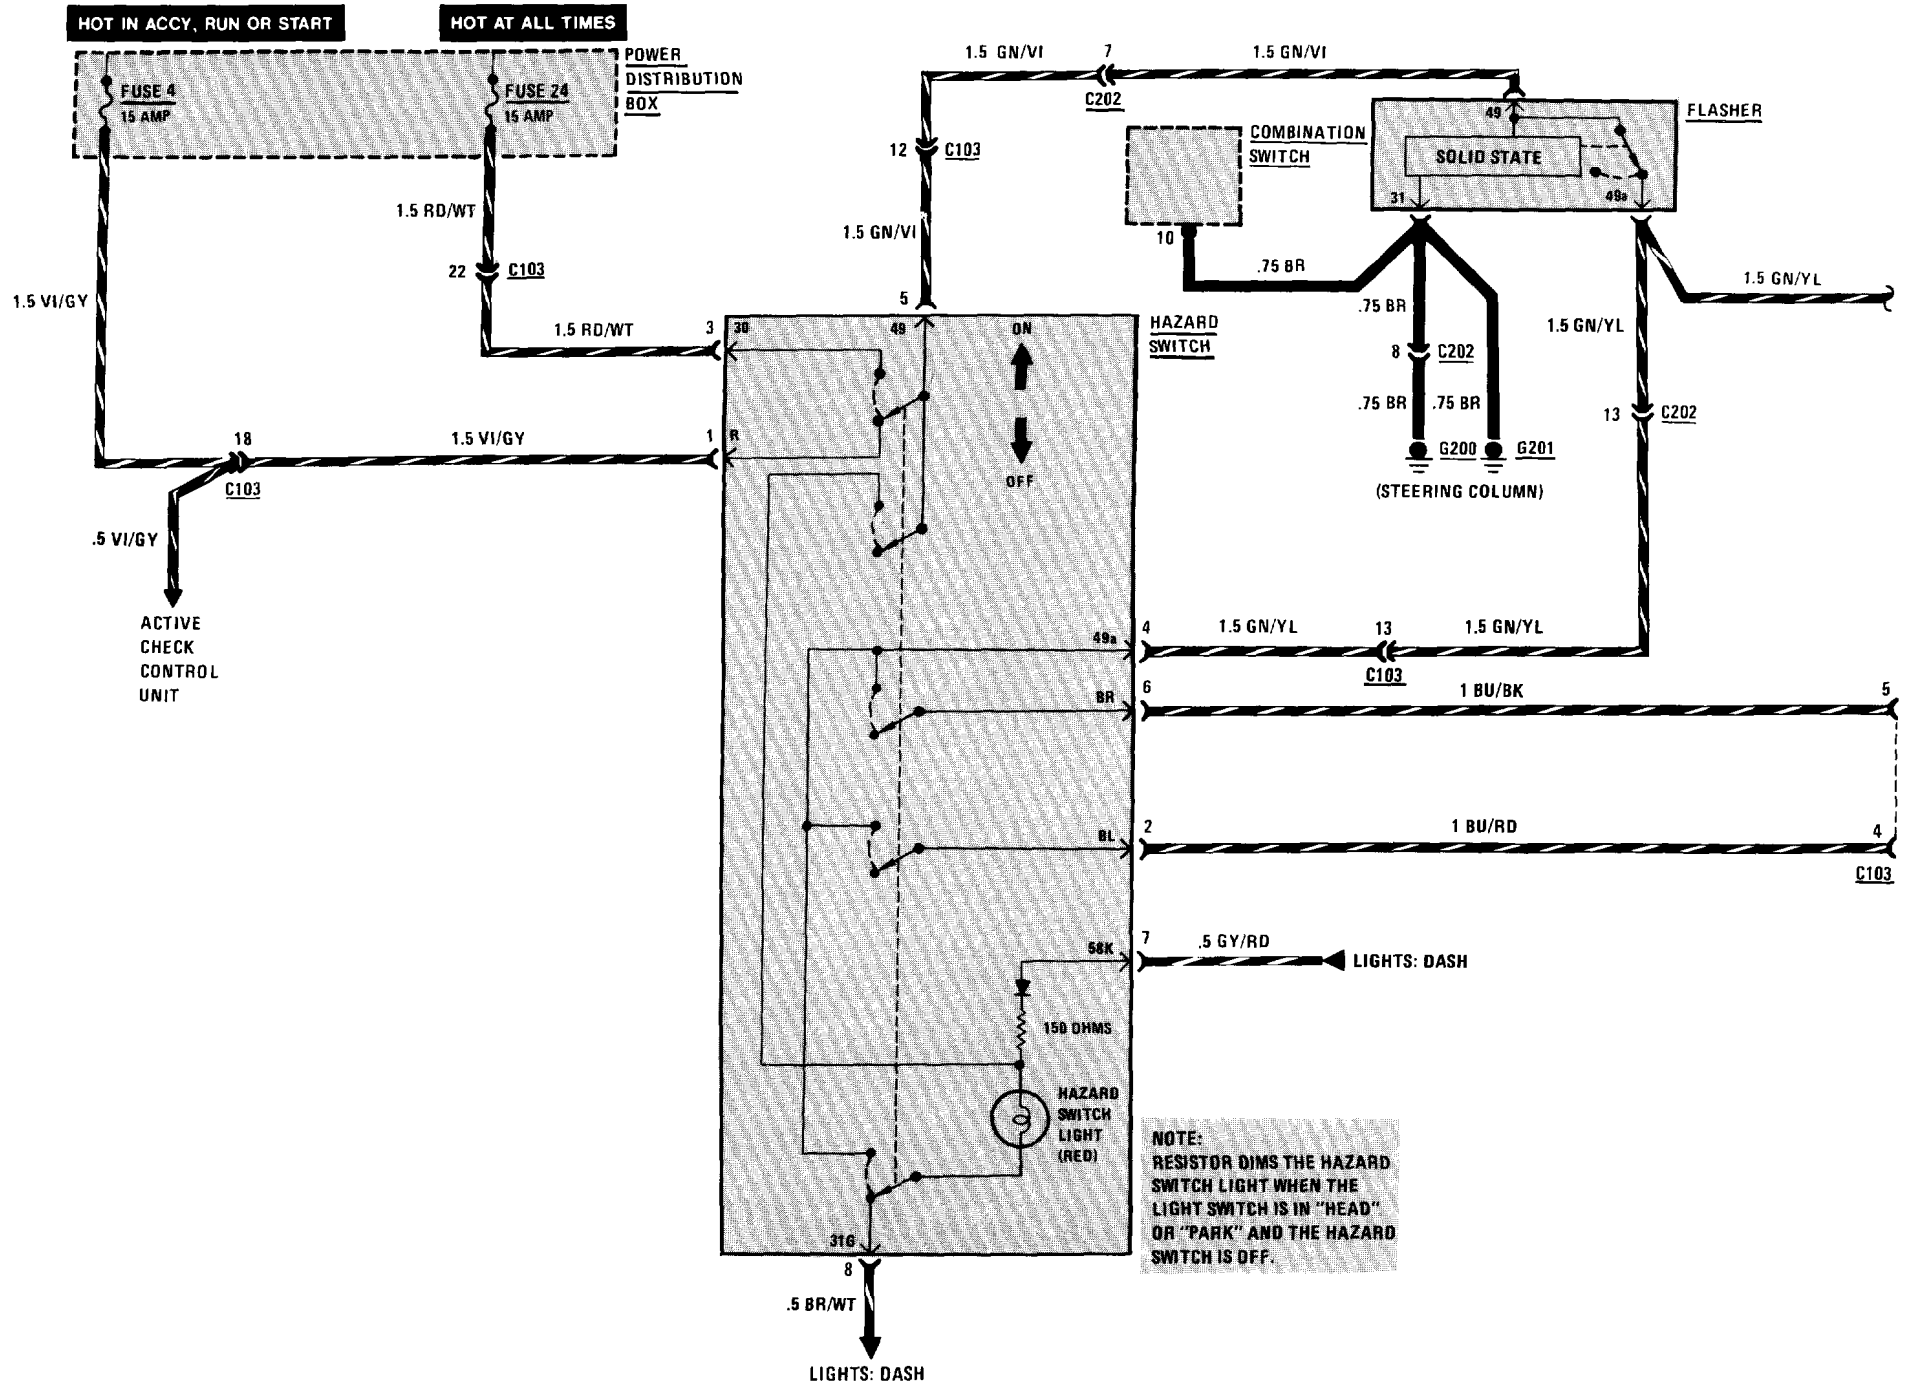 HOT IN ACCY, RUN OR START
HOT AT ALL TIMES
POWER
DISTRIBUTION
BOX
FUSE 4
15 AMP
FUSE 24
15 AMP
1.5 GN/VI
7
1.5 GN/VI
C202
FLASHER
49
SOLID STATE
31
49a
COMBINATION
SWITCH
10
12
C103
1.5 RD/WT
1.5 GN/VI
22
C103
.75 BR
1.5 GN/YL
1.5 VI/GY
5
.75 BR
1.5 GN/YL
1.5 RD/WT
3
30
49
ON
HAZARD
SWITCH
8
C202
.75 BR
.75 BR
13
C202
18
1.5 VI/GY
1
R
C103
OFF
G200
G201
(STEERING COLUMN)
.5 VI/GY
ACTIVE
CHECK
CONTROL
UNIT
49a
4
1.5 GN/YL
13
1.5 GN/YL
C103
BR
6
1 BU/BK
5
BL
2
1 BU/RD
4
C103
58K
7
.5 GY/RD
LIGHTS: DASH
150 OHMS
HAZARD
SWITCH
LIGHT
(RED)
NOTE:
RESISTOR DIMS THE HAZARD
SWITCH LIGHT WHEN THE
LIGHT SWITCH IS IN "HEAD"
OR "PARK" AND THE HAZARD
SWITCH IS OFF.
31G
8
.5 BR/WT
LIGHTS: DASH